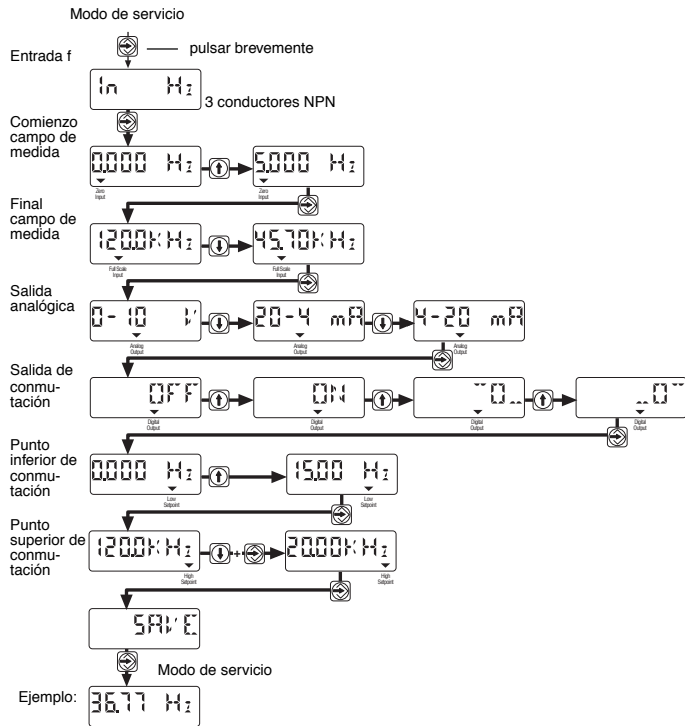 Modo de servicio
pulsar brevemente
Entrada f
In Hz
3 conductores NPN
Comienzo
campo de
medida
0.000 Hz
5.000 Hz
Zero
Input
Zero
Input
Final
campo de
medida
120.0KHz
45.70KHz
Full Scale
Input
Full Scale
Input
Salida
analógica
0-10 V
20-4 mA
4-20 mA
Analog
Output
Analog
Output
Analog
Output
Salida de
conmu-
tación
OFF
ON
‾0_
_0‾
Digital
Output
Digital
Output
Digital
Output
Digital
Output
Punto
inferior de
conmu-
tación
0.000 Hz
15.00 Hz
Low
Setpoint
Low
Setpoint
Punto
superior de
conmu-
tación
120.0KHz
+
20.00KHz
High
Setpoint
High
Setpoint
SAVE
Modo de servicio
Ejemplo:
36.77 Hz